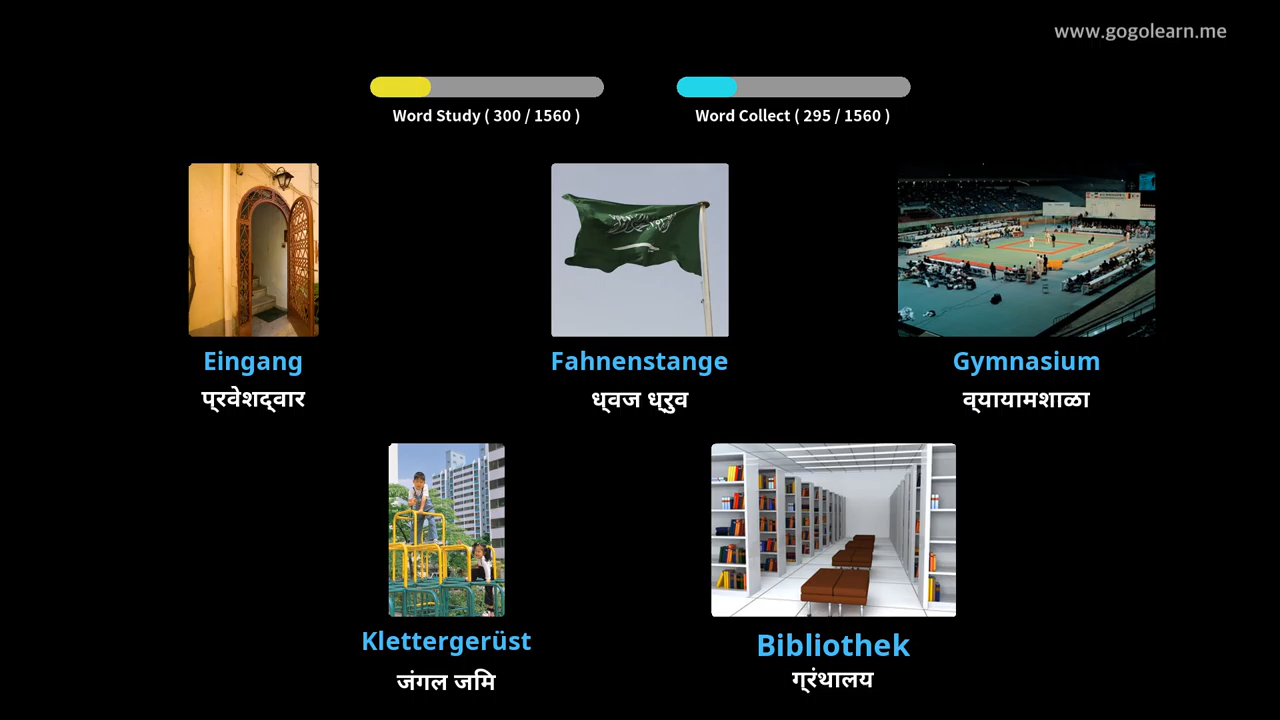 www.gogolearn.me
Word Study ( 300 / 1560 )
Word Collect ( 295 / 1560 )
Eingang
प्रवेशद्वार
Fahnenstange
ध्वज ध्रुव
Gymnasium
व्यायामशाळा
Klettergerüst
जंगल जिम
Bibliothek
ग्रंथालय